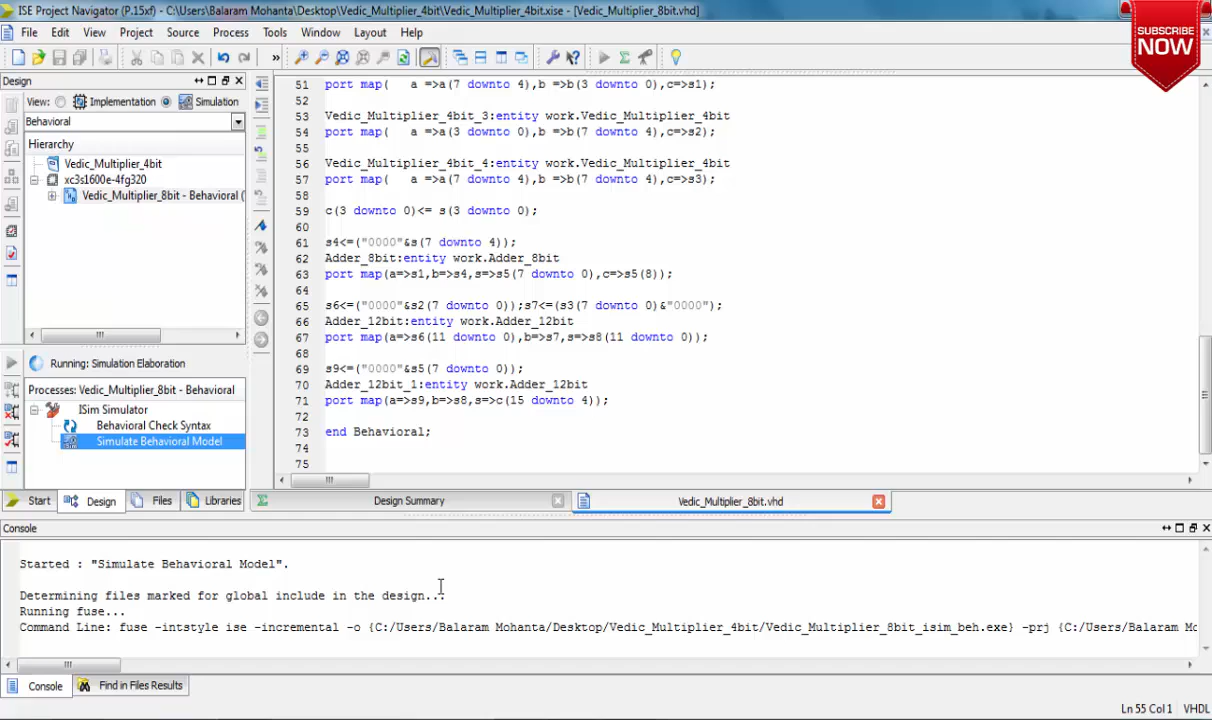 ISE Project Navigator (P.15xf) - C:\Users\Balaram Mohanta\Desktop\Vedic_Multiplier_4bit\Vedic_Multiplier_4bit.xise - [Vedic_Multiplier_8bit.vhd]
SUBSCRIBE
NOW
File Edit View Project Source Process Tools Window Layout Help
Design
View: Implementation Simulation
Behavioral
Hierarchy
Vedic_Multiplier_4bit
xc3s1600e-4fg320
Vedic_Multiplier_8bit - Behavioral (
Running: Simulation Elaboration
Processes: Vedic_Multiplier_8bit - Behavioral
ISim Simulator
Behavioral Check Syntax
Simulate Behavioral Model
Start Design Files Libraries
51 port map( a =>a(7 downto 4),b =>b(3 downto 0),c=>s1);
52
53 Vedic_Multiplier_4bit_3:entity work.Vedic_Multiplier_4bit
54 port map( a =>a(3 downto 0),b =>b(7 downto 4),c=>s2);
55
56 Vedic_Multiplier_4bit_4:entity work.Vedic_Multiplier_4bit
57 port map( a =>a(7 downto 4),b =>b(7 downto 4),c=>s3);
58
59 c(3 downto 0)<= s(3 downto 0);
60
61 s4<=("0000"&s(7 downto 4));
62 Adder_8bit:entity work.Adder_8bit
63 port map(a=>s1,b=>s4,s=>s5(7 downto 0),c=>s5(8));
64
65 s6<=("0000"&s2(7 downto 0));s7<=(s3(7 downto 0)&"0000");
66 Adder_12bit:entity work.Adder_12bit
67 port map(a=>s6(11 downto 0),b=>s7,s=>s8(11 downto 0));
68
69 s9<=("0000"&s5(7 downto 0));
70 Adder_12bit_1:entity work.Adder_12bit
71 port map(a=>s9,b=>s8,s=>c(15 downto 4));
72
73 end Behavioral;
74
75
Design Summary Vedic_Multiplier_8bit.vhd
Console
Started : "Simulate Behavioral Model".
Determining files marked for global include in the design...
Running fuse...
Command Line: fuse -intstyle ise -incremental -o {C:/Users/Balaram Mohanta/Desktop/Vedic_Multiplier_4bit/Vedic_Multiplier_8bit_isim_beh.exe} -prj {C:/Users/Balaram Mo
Console Find in Files Results
Ln 55 Col 1 VHDL